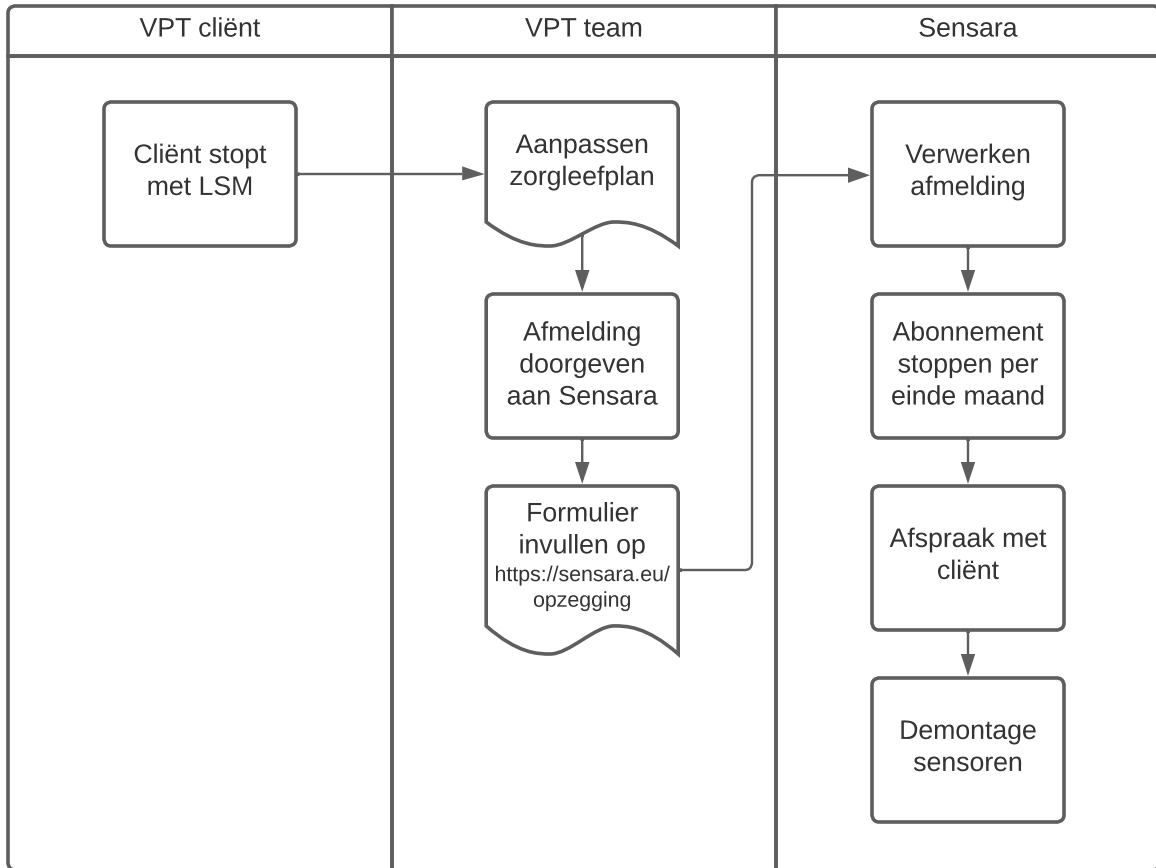 VPT cliënt
VPT team
Sensara
Cliënt stopt
met LSM
Aanpassen
zorgleefplan
Afmelding
doorgeven
aan Sensara
Formulier
invullen op
https://sensara.eu/
opzegging
Verwerken
afmelding
Abonnement
stoppen per
einde maand
Afspraak met
cliënt
Demontage
sensoren